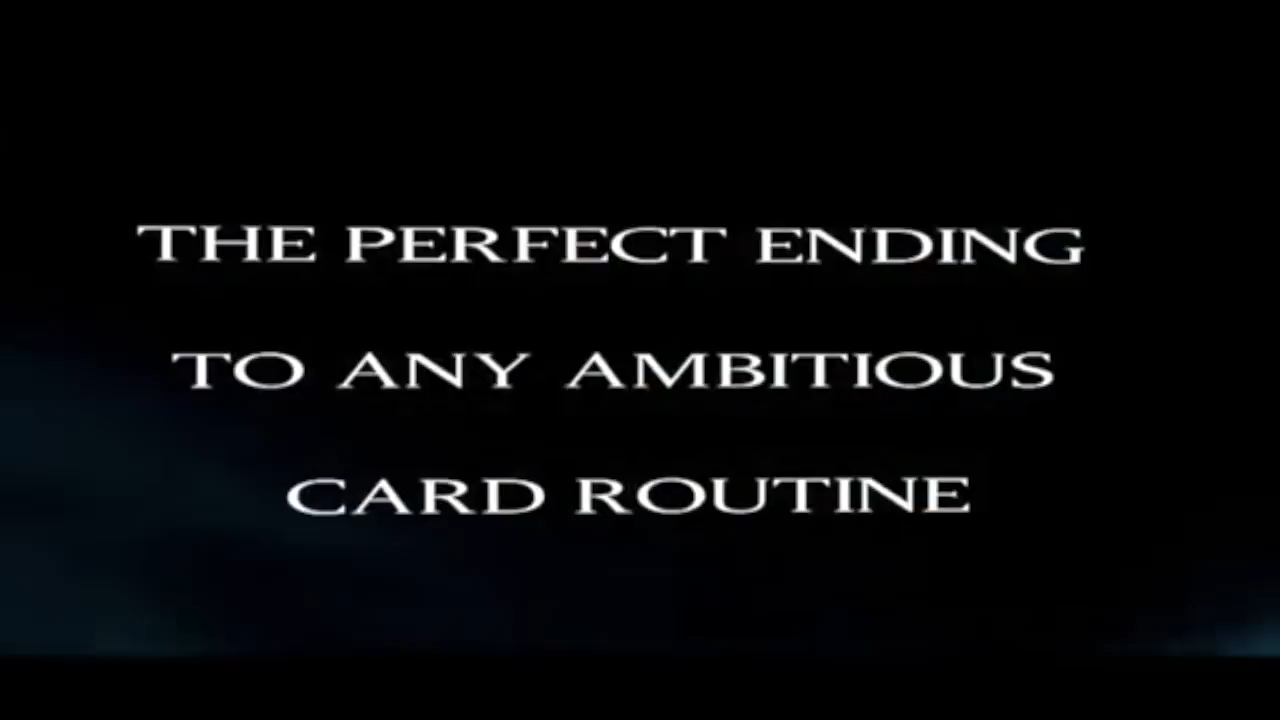 THE PERFECT ENDING
TO ANY AMBITIOUS
CARD ROUTINE